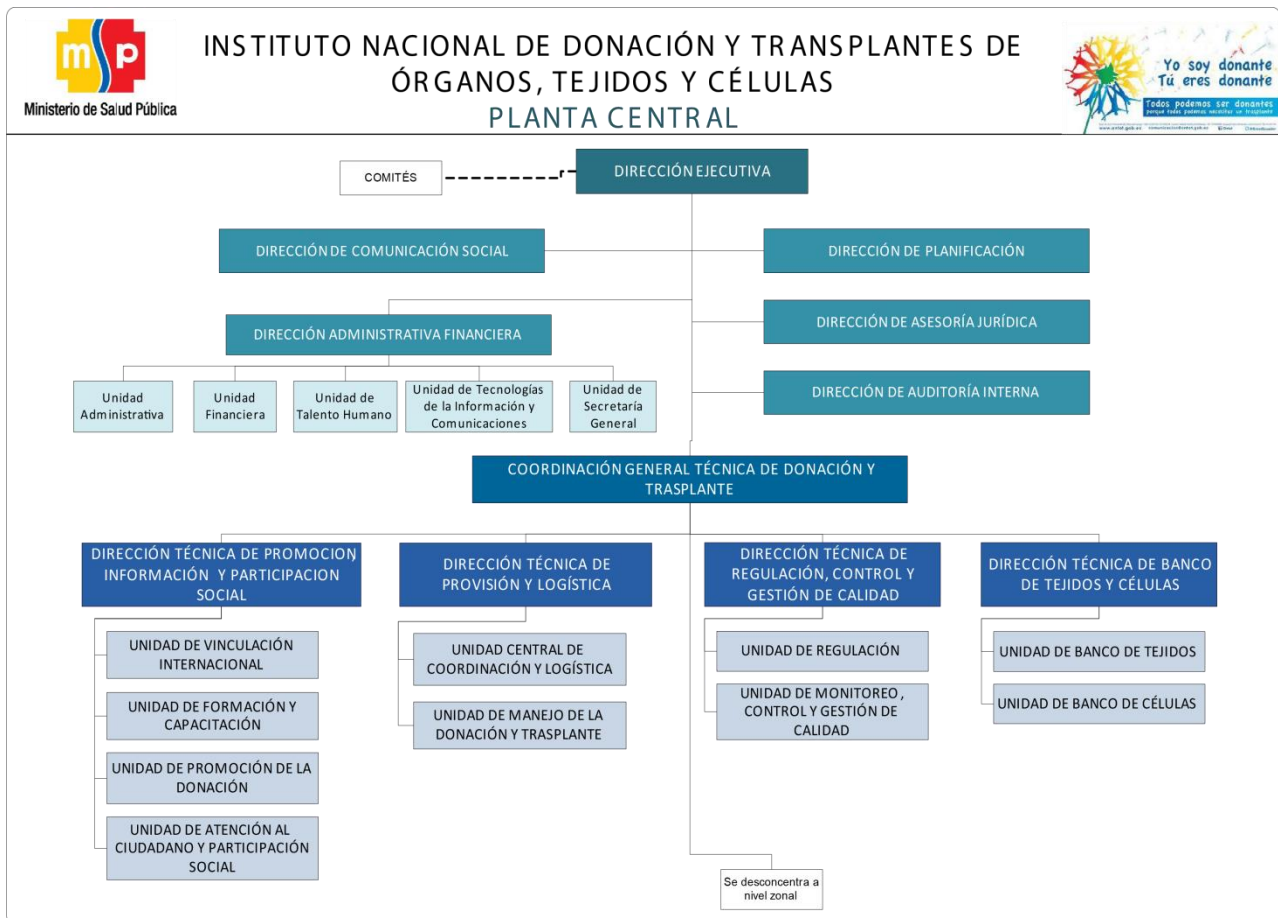 msp
Ministerio de Salud Pública
INSTITUTO NACIONAL DE DONACIÓN Y TRANSPLANTES DE
ÓRGANOS, TEJIDOS Y CÉLULAS
PLANTA CENTRAL
Yo soy donante
Tú eres donante
Todos podemos ser donantes
porque todos podemos necesitar un trasplante
COMITÉS
DIRECCIÓN EJECUTIVA
DIRECCIÓN DE COMUNICACIÓN SOCIAL
DIRECCIÓN DE PLANIFICACIÓN
DIRECCIÓN ADMINISTRATIVA FINANCIERA
DIRECCIÓN DE ASESORÍA JURÍDICA
DIRECCIÓN DE AUDITORÍA INTERNA
Unidad
Administrativa
Unidad
Financiera
Unidad de
Talento Humano
Unidad de Tecnologías
de la Información y
Comunicaciones
Unidad de
Secretaría
General
COORDINACIÓN GENERAL TÉCNICA DE DONACIÓN Y
TRASPLANTE
DIRECCIÓN TÉCNICA DE PROMOCION,
INFORMACIÓN Y PARTICIPACION
SOCIAL
UNIDAD DE VINCULACIÓN
INTERNACIONAL
UNIDAD DE FORMACIÓN Y
CAPACITACIÓN
UNIDAD DE PROMOCIÓN DE LA
DONACIÓN
UNIDAD DE ATENCIÓN AL
CIUDADANO Y PARTICIPACIÓN
SOCIAL
DIRECCIÓN TÉCNICA DE
PROVISIÓN Y LOGÍSTICA
UNIDAD CENTRAL DE
COORDINACIÓN Y LOGÍSTICA
UNIDAD DE MANEJO DE LA
DONACIÓN Y TRASPLANTE
DIRECCIÓN TÉCNICA DE
REGULACIÓN, CONTROL Y
GESTIÓN DE CALIDAD
UNIDAD DE REGULACIÓN
UNIDAD DE MONITOREO ,
CONTROL Y GESTIÓN DE
CALIDAD
DIRECCIÓN TÉCNICA DE BANCO
DE TEJIDOS Y CÉLULAS
UNIDAD DE BANCO DE TEJIDOS
UNIDAD DE BANCO DE CÉLULAS
Se desconcentra a
nivel zonal